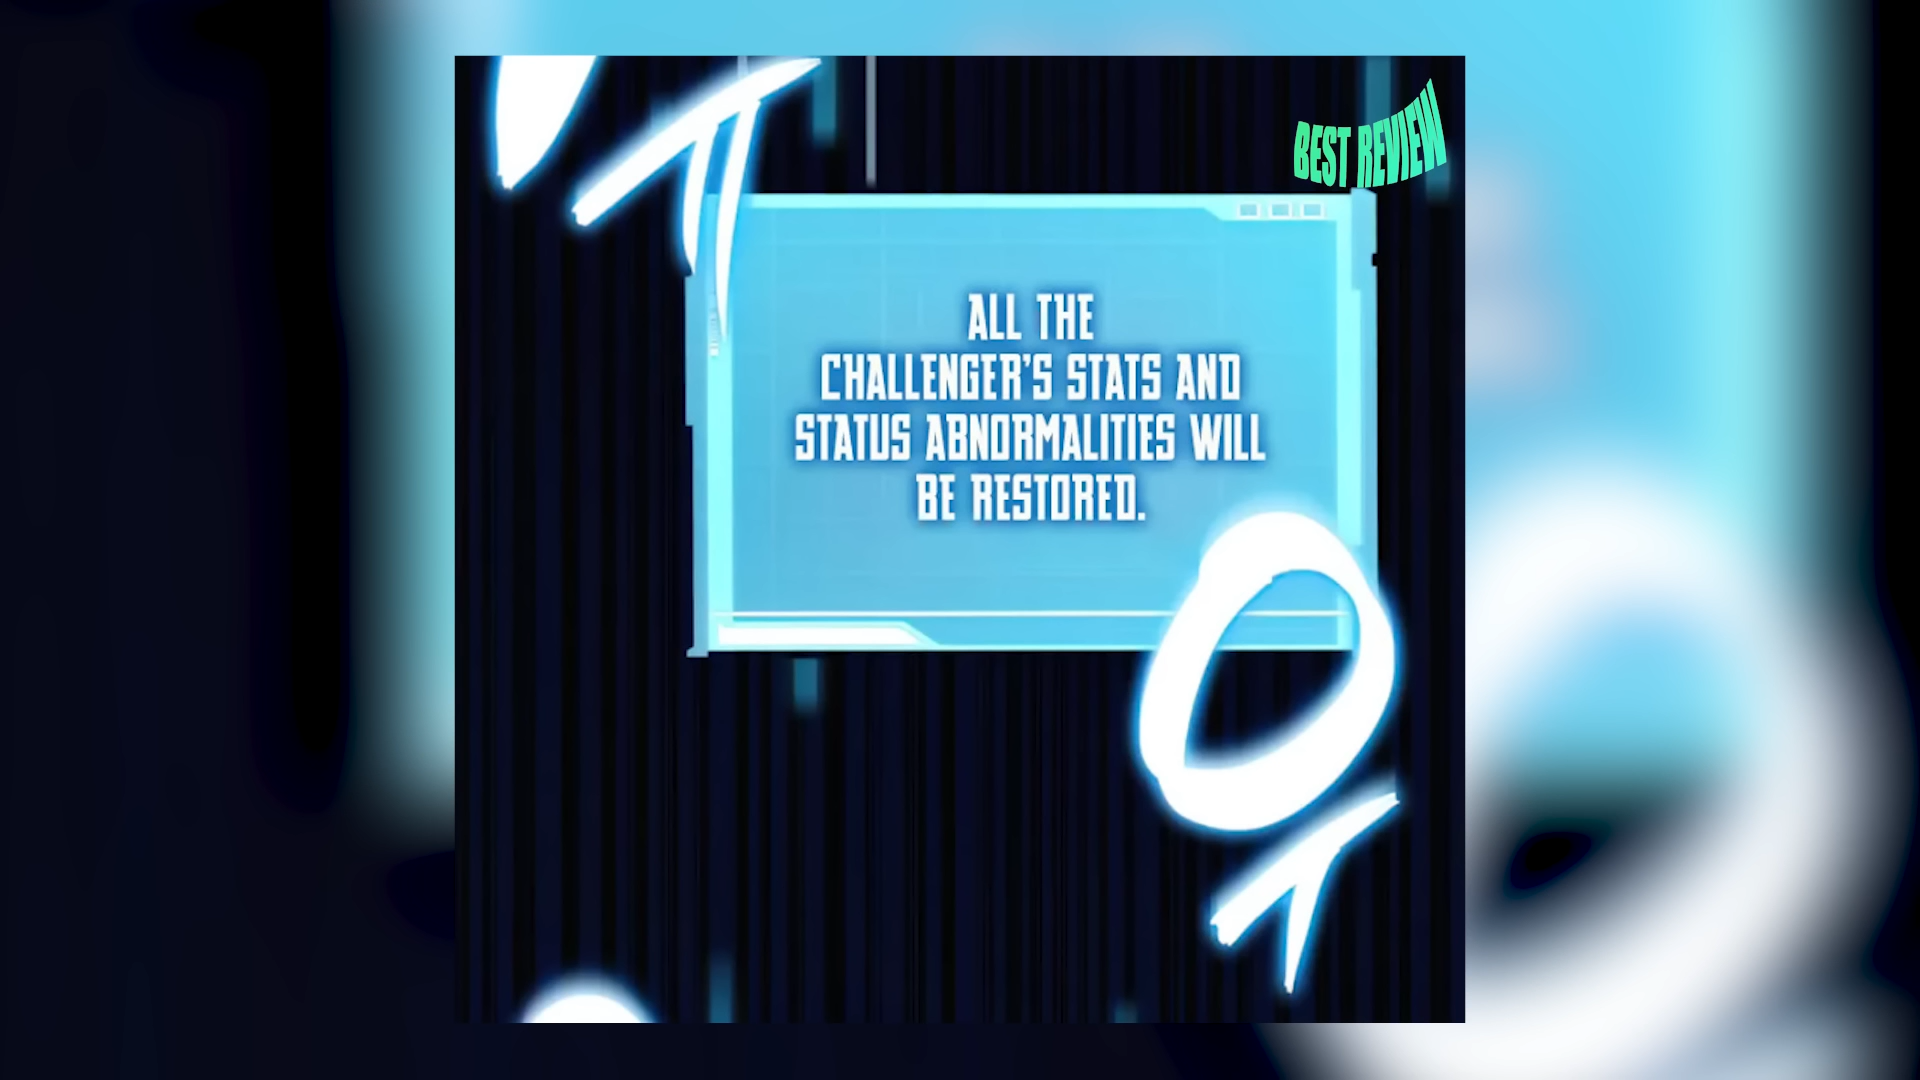 BEST REVIEW
ALL THE
CHALLENGER'S STATS AND
STATUS ABNORMALITIES WILL
BE RESTORED.